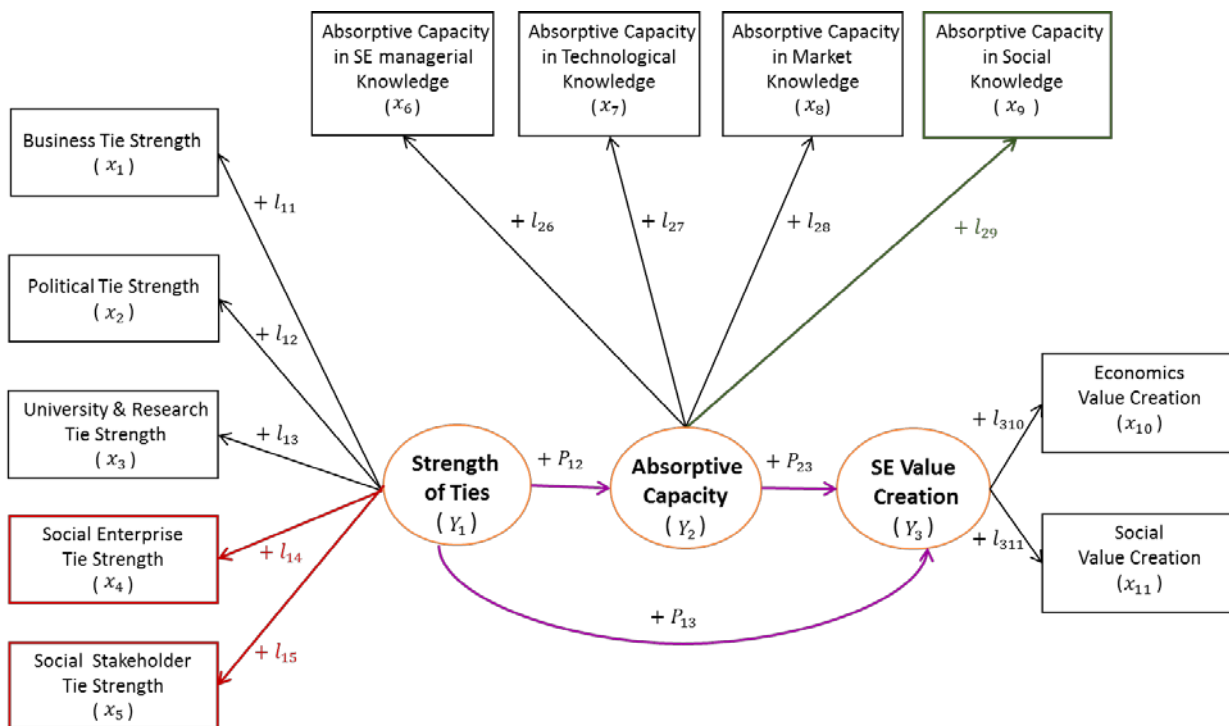 Absorptive Capacity
in SE managerial
Knowledge
( x₆ )
Absorptive Capacity
in Technological
Knowledge
( x₇ )
Absorptive Capacity
in Market
Knowledge
( x₈ )
Absorptive Capacity
in Social
Knowledge
( x₉ )
Business Tie Strength
( x₁ )
Political Tie Strength
( x₂ )
University & Research
Tie Strength
( x₃ )
Social Enterprise
Tie Strength
( x₄ )
Social Stakeholder
Tie Strength
( x₅ )
+ l₁₁
+ l₁₂
+ l₁₃
+ l₁₄
+ l₁₅
+ l₂₆
+ l₂₇
+ l₂₈
+ l₂₉
Strength
of Ties
( Y₁ )
+ P₁₂
Absorptive
Capacity
( Y₂ )
+ P₂₃
SE Value
Creation
( Y₃ )
+ P₁₃
+ l₃₁₀
+ l₃₁₁
Economics
Value Creation
( x₁₀ )
Social
Value Creation
( x₁₁ )